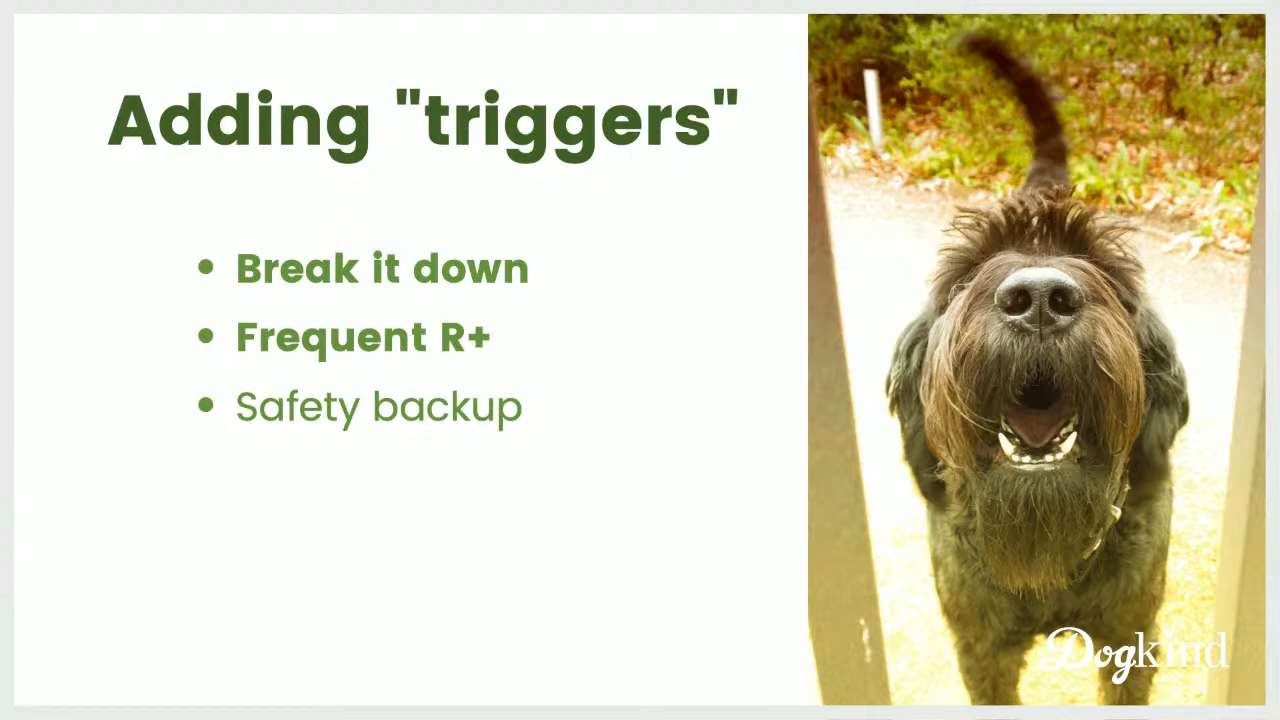 Adding "triggers"
Break it down
Frequent R+
Safety backup
Dogkind